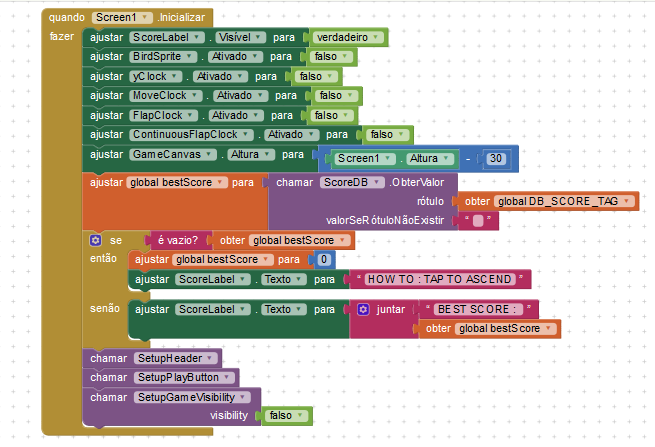 quando Screen1 .Inicializar
fazer ajustar ScoreLabel . Visível para verdadeiro
ajustar BirdSprite . Ativado para falso
ajustar yClock . Ativado para falso
ajustar MoveClock . Ativado para falso
ajustar FlapClock . Ativado para falso
ajustar ContinuousFlapClock . Ativado para falso
ajustar GameCanvas . Altura para Screen1 . Altura - 30
ajustar global bestScore para chamar ScoreDB .ObterValor
rótulo obter global DB_SCORE_TAG
valorSeRótuloNãoExistir “ ”
se é vazio? obter global bestScore
então ajustar global bestScore para 0
ajustar ScoreLabel . Texto para “ HOW TO : TAP TO ASCEND ”
senão ajustar ScoreLabel . Texto para juntar “ BEST SCORE : ”
obter global bestScore
chamar SetupHeader
chamar SetupPlayButton
chamar SetupGameVisibility
visibility falso